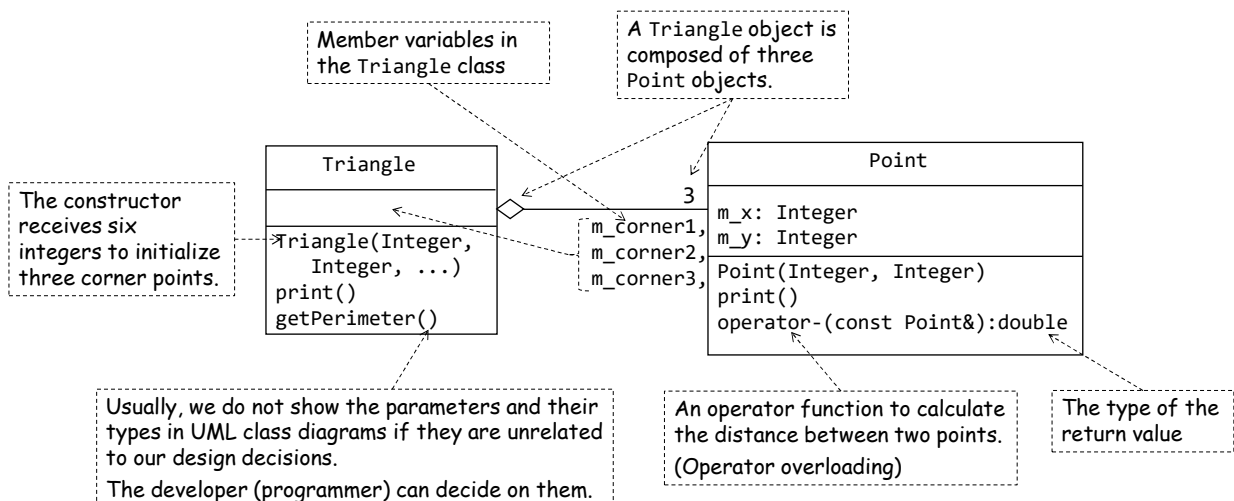 Member variables in
the Triangle class
A Triangle object is
composed of three
Point objects.
Triangle
Point
The constructor
receives six
integers to initialize
three corner points.
3
m_corner1,
m_corner2,
m_corner3,
m_x: Integer
m_y: Integer
Triangle(Integer,
Integer, ...)
print()
getPerimeter()
Point(Integer, Integer)
print()
operator-(const Point&):double
Usually, we do not show the parameters and their
types in UML class diagrams if they are unrelated
to our design decisions.
The developer (programmer) can decide on them.
An operator function to calculate
the distance between two points.
(Operator overloading)
The type of the
return value